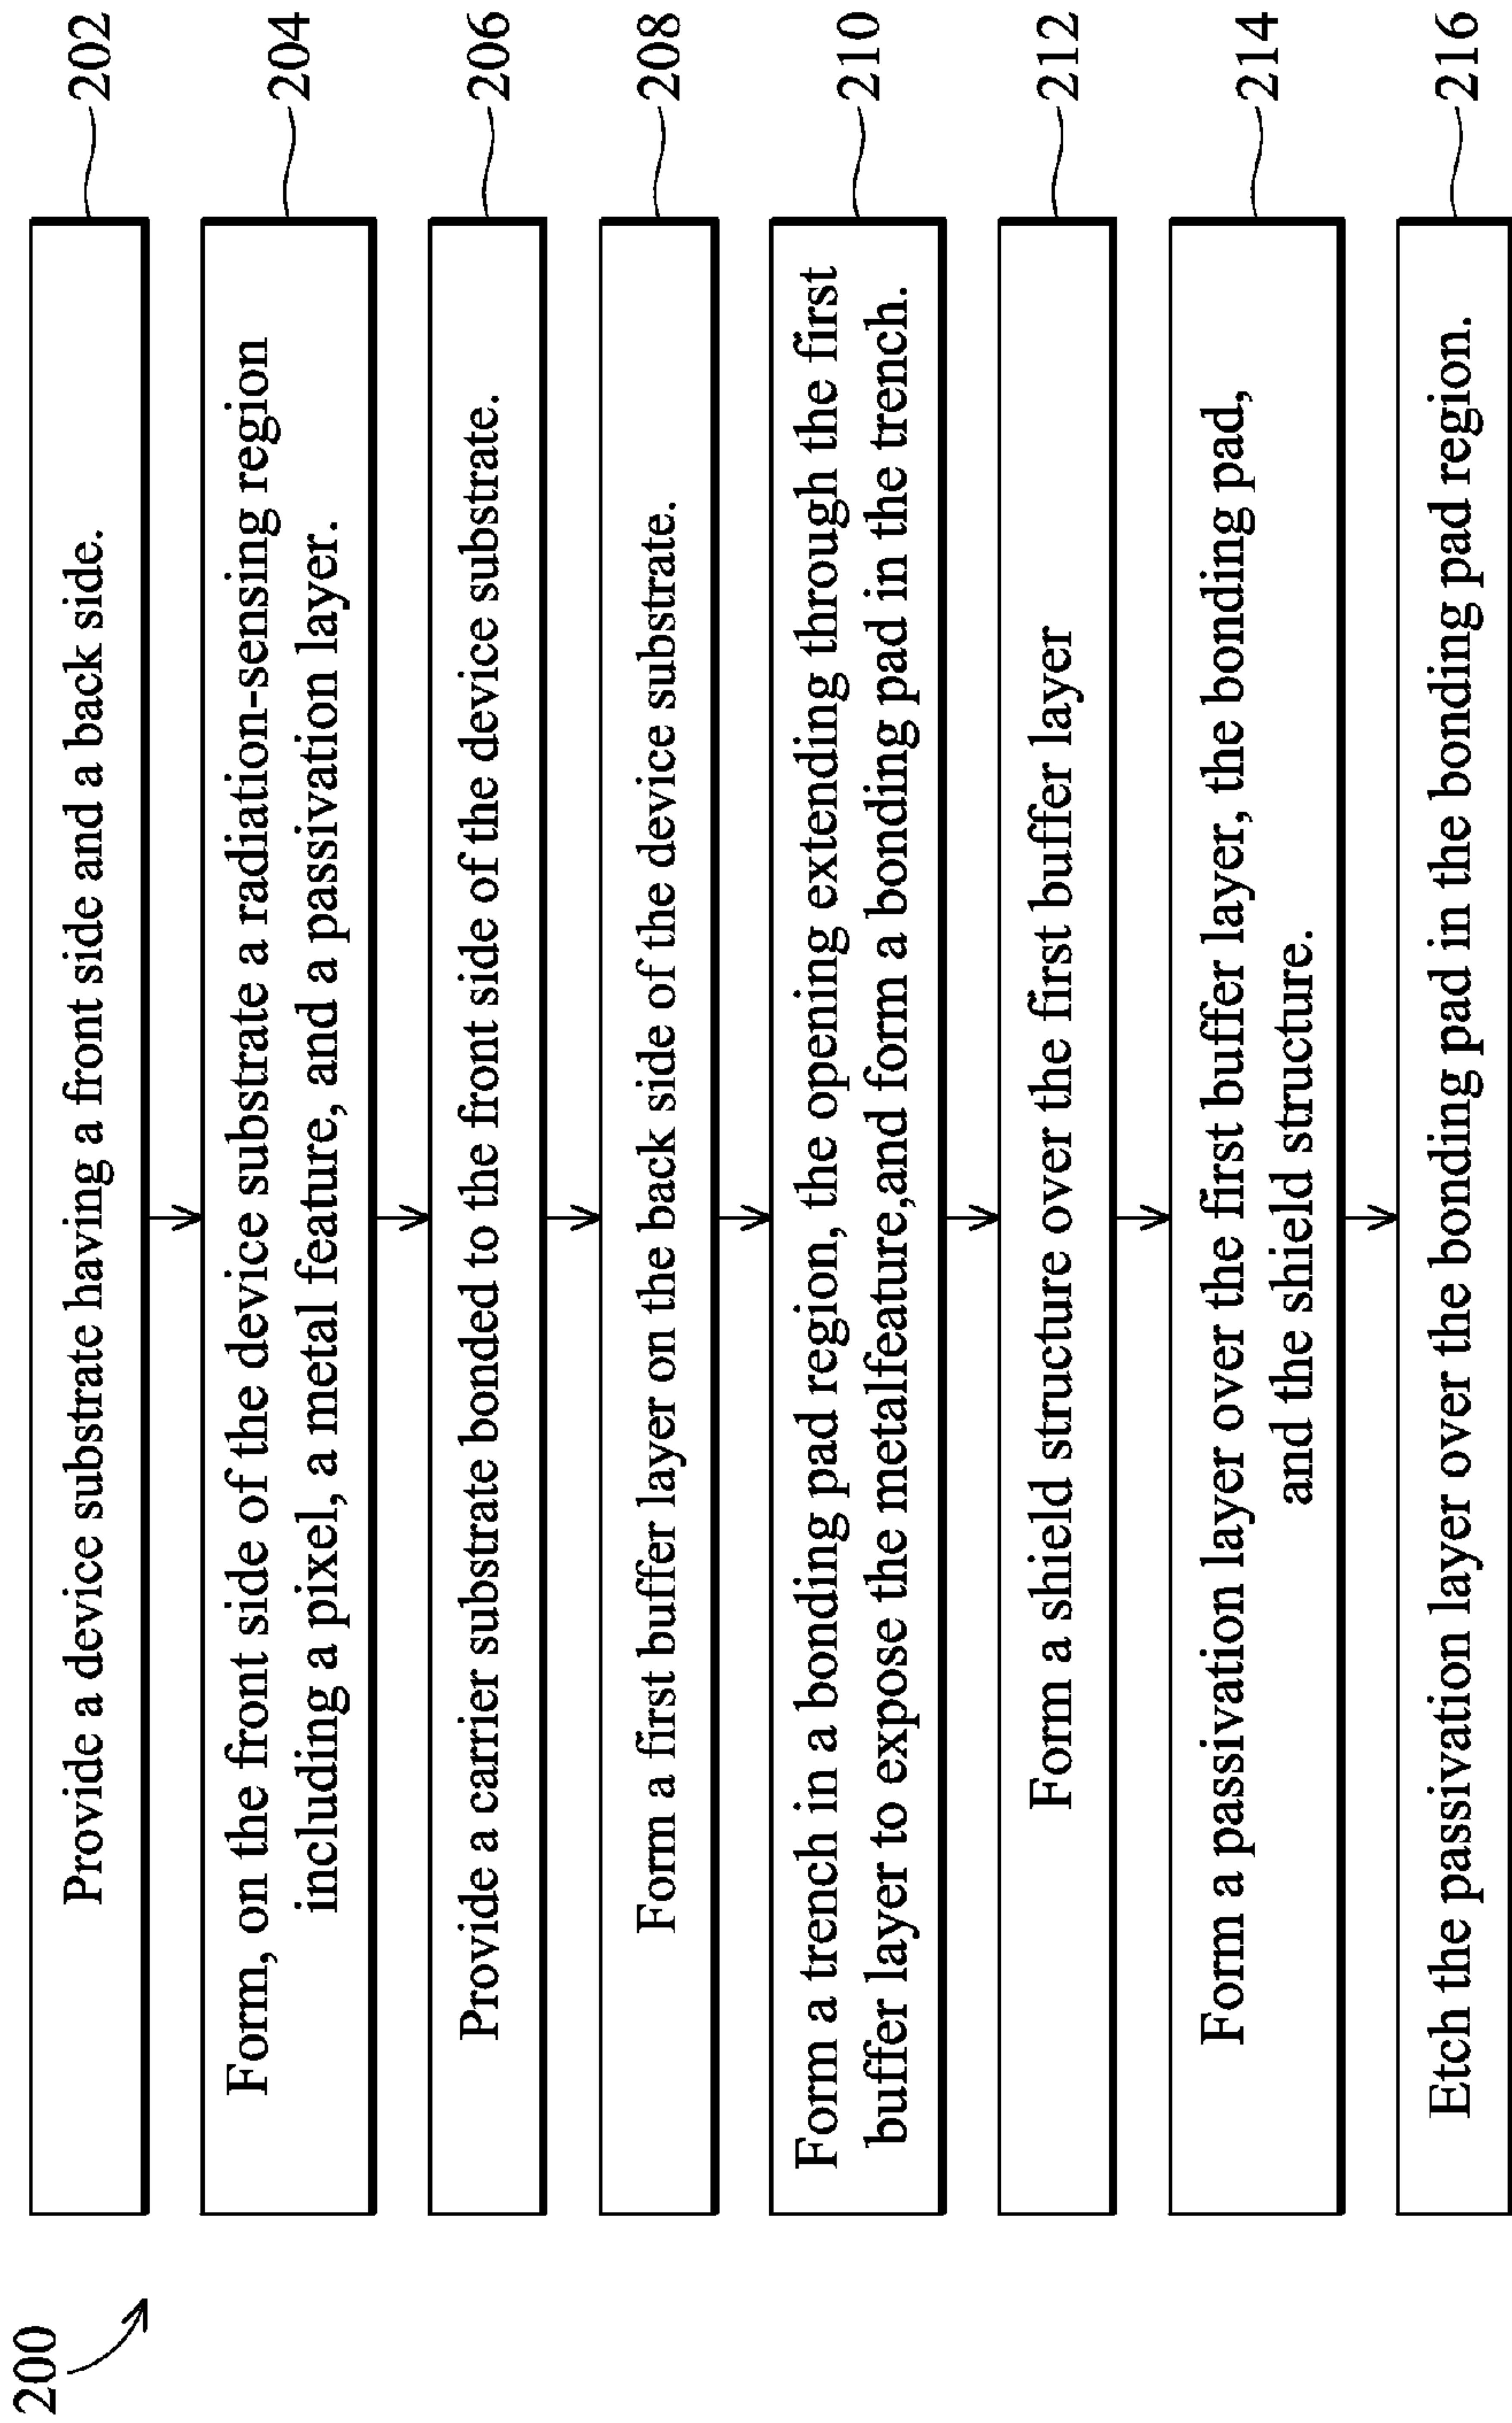 200
Provide a device substrate having a front side and a back side.
202
Form, on the front side of the device substrate a radiation-sensing region
including a pixel, a metal feature, and a passivation layer.
204
Provide a carrier substrate bonded to the front side of the device substrate.
206
Form a first buffer layer on the back side of the device substrate.
208
Form a trench in a bonding pad region, the opening extending through the first
buffer layer to expose the metalfeature,and form a bonding pad in the trench.
210
Form a shield structure over the first buffer layer
212
Form a passivation layer over the first buffer layer, the bonding pad,
and the shield structure.
214
Etch the passivation layer over the bonding pad in the bonding pad region.
216